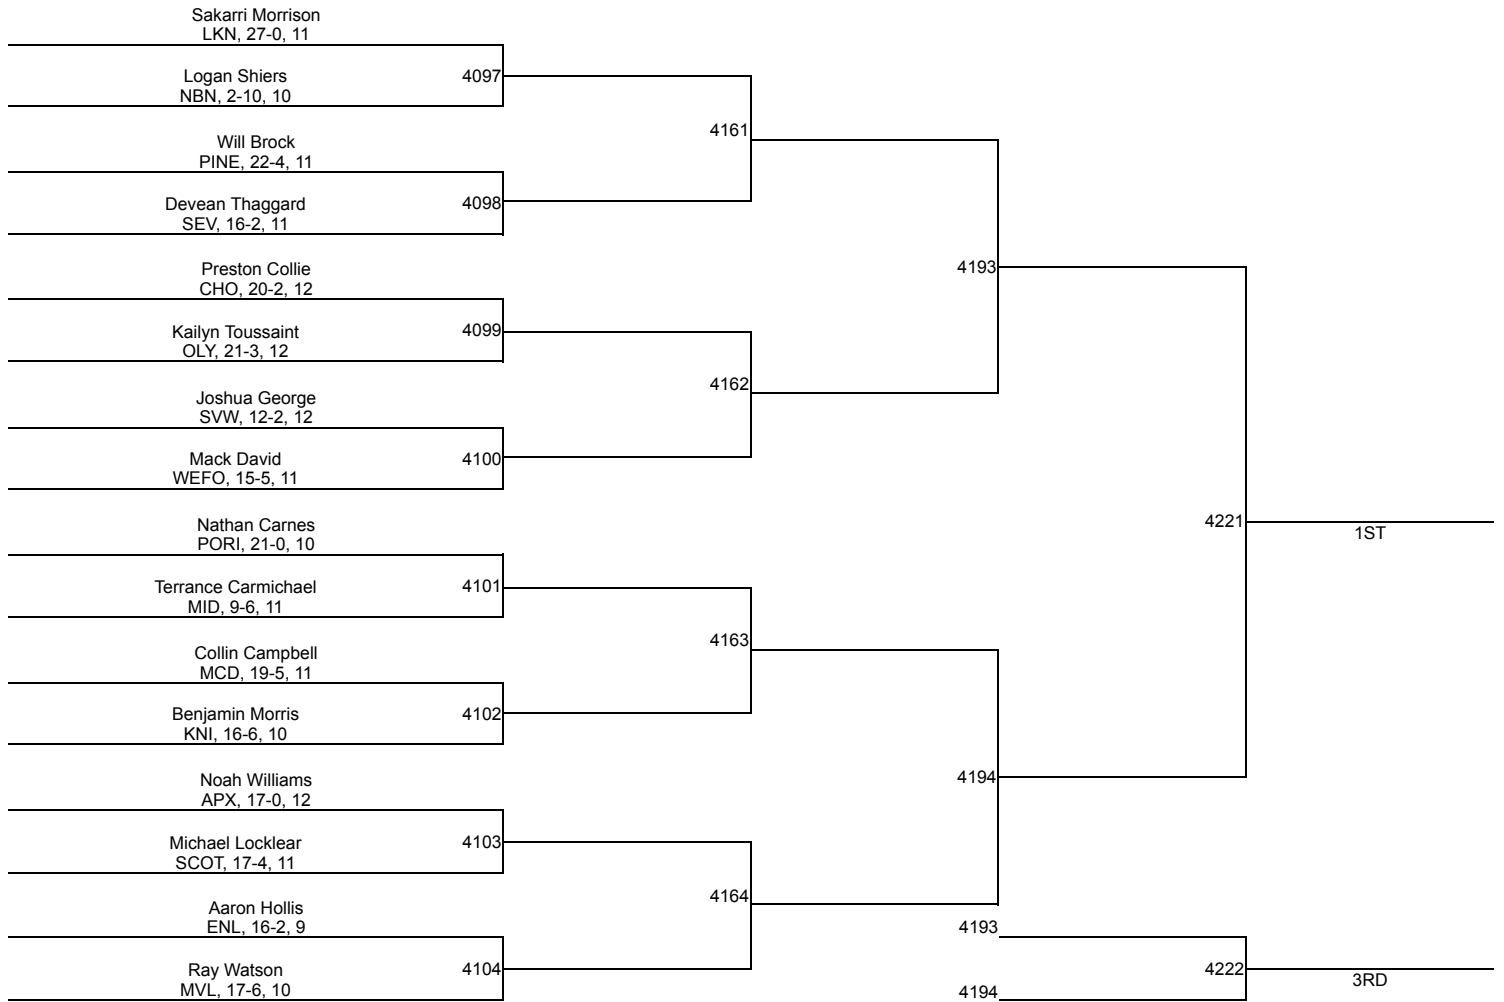 Sakarri Morrison
LKN, 27-0, 11
Logan Shiers
NBN, 2-10, 10
4097
4161
Will Brock
PINE, 22-4, 11
Devean Thaggard
SEV, 16-2, 11
4098
4193
Preston Collie
CHO, 20-2, 12
Kailyn Toussaint
OLY, 21-3, 12
4099
4162
Joshua George
SVW, 12-2, 12
Mack David
WEFO, 15-5, 11
4100
4221
1ST
Nathan Carnes
PORI, 21-0, 10
Terrance Carmichael
MID, 9-6, 11
4101
4163
Collin Campbell
MCD, 19-5, 11
Benjamin Morris
KNI, 16-6, 10
4102
4194
Noah Williams
APX, 17-0, 12
Michael Locklear
SCOT, 17-4, 11
4103
4164
Aaron Hollis
ENL, 16-2, 9
4193
Ray Watson
MVL, 17-6, 10
4104
4222
3RD
4194